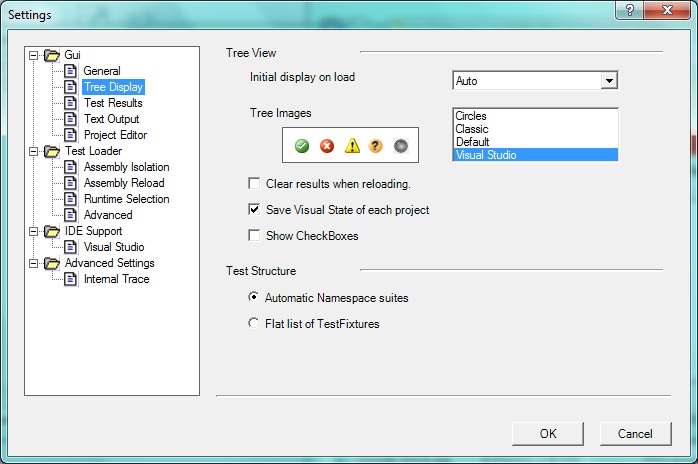 Settings
Gui
General
Tree Display
Test Results
Text Output
Project Editor
Test Loader
Assembly Isolation
Assembly Reload
Runtime Selection
Advanced
IDE Support
Visual Studio
Advanced Settings
Internal Trace
Tree View
Initial display on load
Auto
Tree Images
Circles
Classic
Default
Visual Studio
Clear results when reloading.
Save Visual State of each project
Show CheckBoxes
Test Structure
Automatic Namespace suites
Flat list of TestFixtures
OK
Cancel